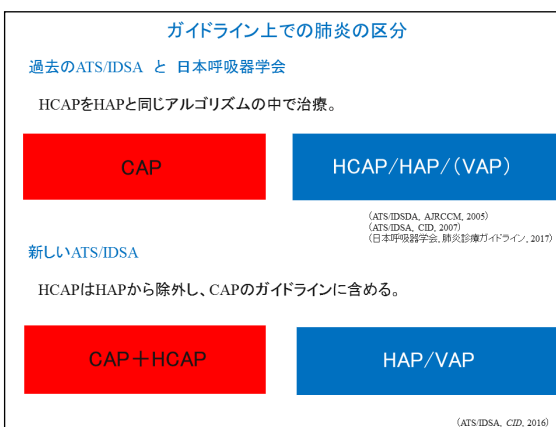 ガイドライン上での肺炎の区分
過去のATS/IDSA と 日本呼吸器学会
HCAPをHAPと同じアルゴリズムの中で治療。
CAP
HCAP/HAP/(VAP)
(ATS/IDSDA, AJRCCM, 2005)
(ATS/IDSA, CID, 2007)
(日本呼吸器学会, 肺炎診療ガイドライン, 2017)
新しいATS/IDSA
HCAPはHAPから除外し、CAPのガイドラインに含める。
CAP＋HCAP
HAP/VAP
(ATS/IDSA, CID, 2016)